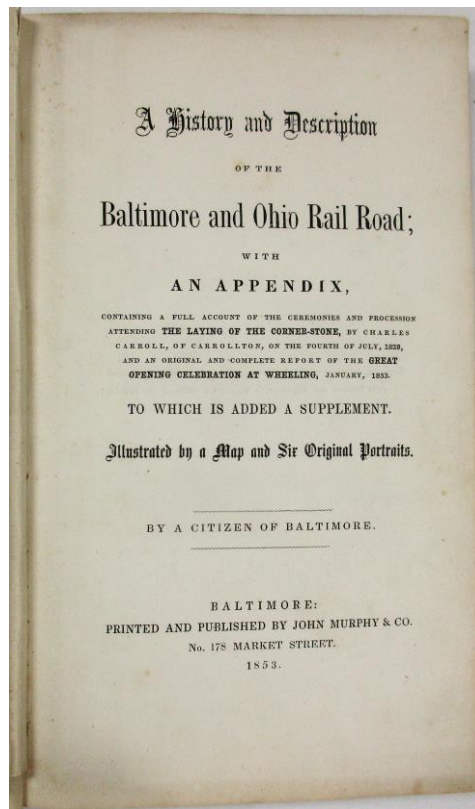 A History and Description
OF THE
Baltimore and Ohio Rail Road;
WITH
AN APPENDIX,
CONTAINING A FULL ACCOUNT OF THE CEREMONIES AND PROCESSION
ATTENDING THE LAYING OF THE CORNER-STONE, BY CHARLES
CARROLL, OF CARROLLTON, ON THE FOURTH OF JULY, 1828,
AND AN ORIGINAL AND COMPLETE REPORT OF THE GREAT
OPENING CELEBRATION AT WHEELING, JANUARY, 1853.
TO WHICH IS ADDED A SUPPLEMENT.
Illustrated by a Map and Six Original Portraits.
BY A CITIZEN OF BALTIMORE.
BALTIMORE:
PRINTED AND PUBLISHED BY JOHN MURPHY & CO.
No. 178 MARKET STREET.
1853.